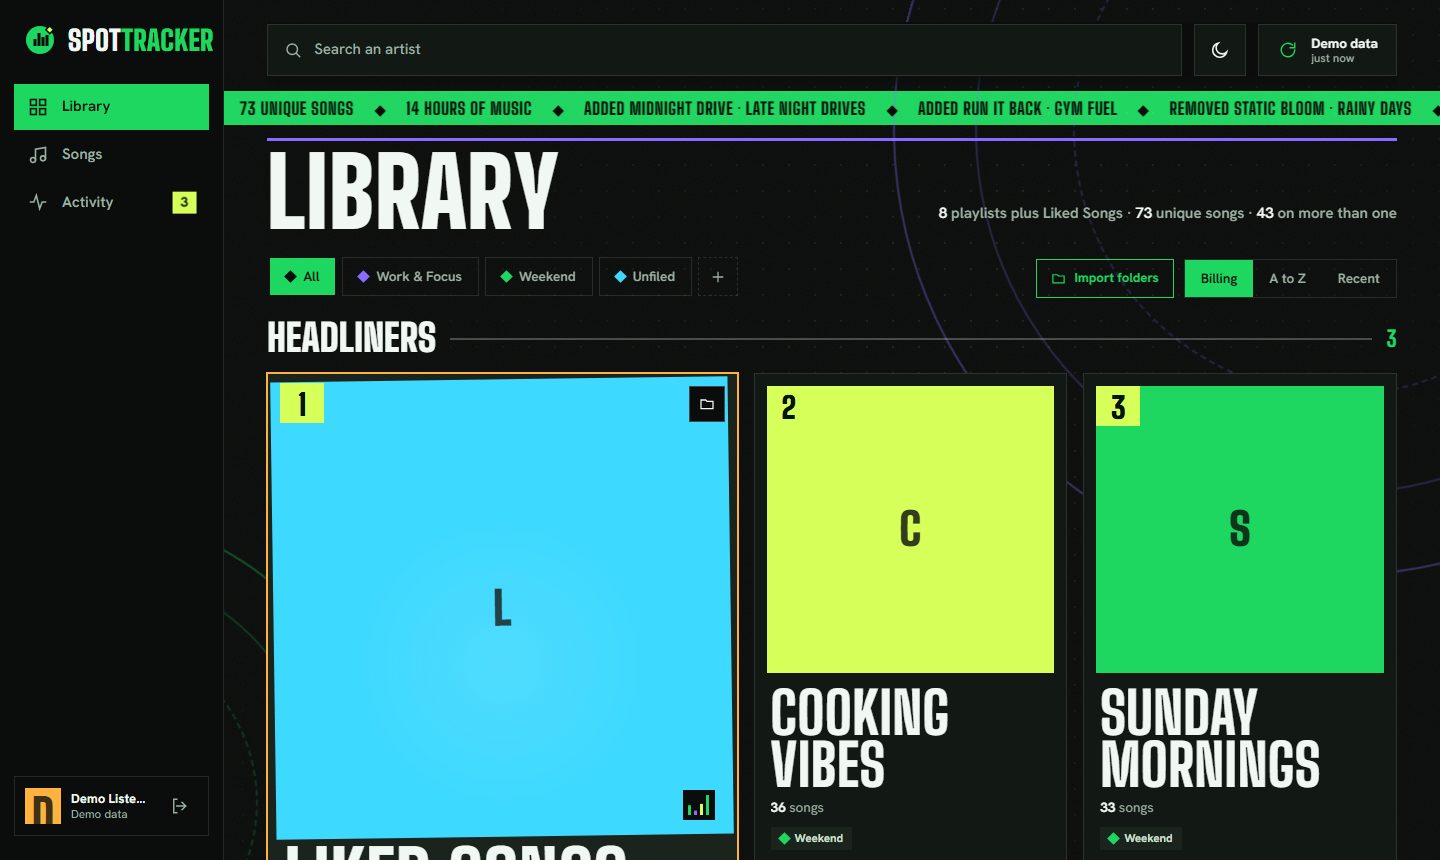 SPOTTRACKER
Search an artist
Demo data
just now
73 UNIQUE SONGS ◆ 14 HOURS OF MUSIC ◆ ADDED MIDNIGHT DRIVE · LATE NIGHT DRIVES ◆ ADDED RUN IT BACK · GYM FUEL ◆ REMOVED STATIC BLOOM · RAINY DAYS ◆
Library
Songs
Activity 3
LIBRARY
8 playlists plus Liked Songs · 73 unique songs · 43 on more than one
All Work & Focus Weekend Unfiled +
Import folders Billing A to Z Recent
HEADLINERS 3
1
L
LIKED SONGS
2
C
COOKING
VIBES
36 songs
Weekend
3
S
SUNDAY
MORNINGS
33 songs
Weekend
Demo Liste...
Demo data